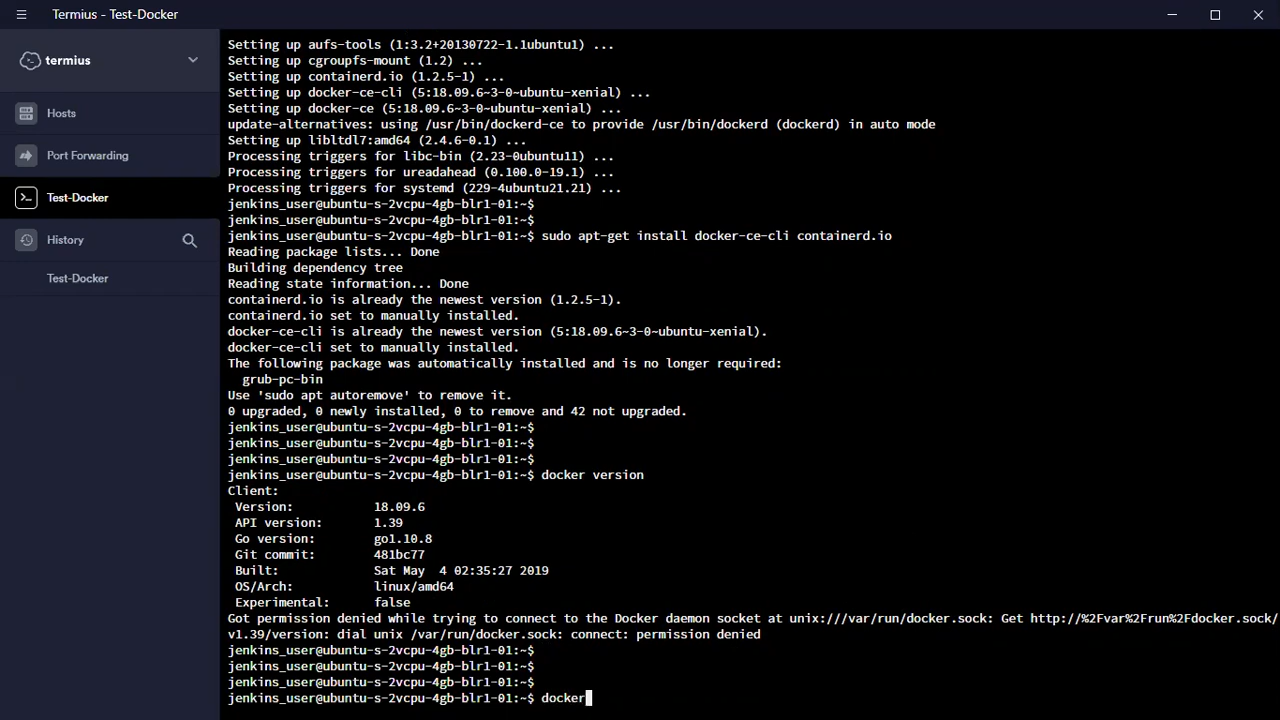 Termius - Test-Docker
termius
Hosts
Port Forwarding
Test-Docker
History
Test-Docker
Setting up aufs-tools (1:3.2+20130722-1.1ubuntu1) ...
Setting up cgroupfs-mount (1.2) ...
Setting up containerd.io (1.2.5-1) ...
Setting up docker-ce-cli (5:18.09.6~3-0~ubuntu-xenial) ...
Setting up docker-ce (5:18.09.6~3-0~ubuntu-xenial) ...
update-alternatives: using /usr/bin/dockerd-ce to provide /usr/bin/dockerd (dockerd) in auto mode
Setting up libltdl7:amd64 (2.4.6-0.1) ...
Processing triggers for libc-bin (2.23-0ubuntu11) ...
Processing triggers for ureadahead (0.100.0-19.1) ...
Processing triggers for systemd (229-4ubuntu21.21) ...
jenkins_user@ubuntu-s-2vcpu-4gb-blr1-01:~$
jenkins_user@ubuntu-s-2vcpu-4gb-blr1-01:~$
jenkins_user@ubuntu-s-2vcpu-4gb-blr1-01:~$ sudo apt-get install docker-ce-cli containerd.io
Reading package lists... Done
Building dependency tree
Reading state information... Done
containerd.io is already the newest version (1.2.5-1).
containerd.io set to manually installed.
docker-ce-cli is already the newest version (5:18.09.6~3-0~ubuntu-xenial).
docker-ce-cli set to manually installed.
The following package was automatically installed and is no longer required:
grub-pc-bin
Use 'sudo apt autoremove' to remove it.
0 upgraded, 0 newly installed, 0 to remove and 42 not upgraded.
jenkins_user@ubuntu-s-2vcpu-4gb-blr1-01:~$
jenkins_user@ubuntu-s-2vcpu-4gb-blr1-01:~$
jenkins_user@ubuntu-s-2vcpu-4gb-blr1-01:~$
jenkins_user@ubuntu-s-2vcpu-4gb-blr1-01:~$ docker version
Client:
Version: 18.09.6
API version: 1.39
Go version: go1.10.8
Git commit: 481bc77
Built: Sat May  4 02:35:27 2019
OS/Arch: linux/amd64
Experimental: false
Got permission denied while trying to connect to the Docker daemon socket at unix:///var/run/docker.sock: Get http://%2Fvar%2Frun%2Fdocker.sock/
v1.39/version: dial unix /var/run/docker.sock: connect: permission denied
jenkins_user@ubuntu-s-2vcpu-4gb-blr1-01:~$
jenkins_user@ubuntu-s-2vcpu-4gb-blr1-01:~$
jenkins_user@ubuntu-s-2vcpu-4gb-blr1-01:~$
jenkins_user@ubuntu-s-2vcpu-4gb-blr1-01:~$ docker